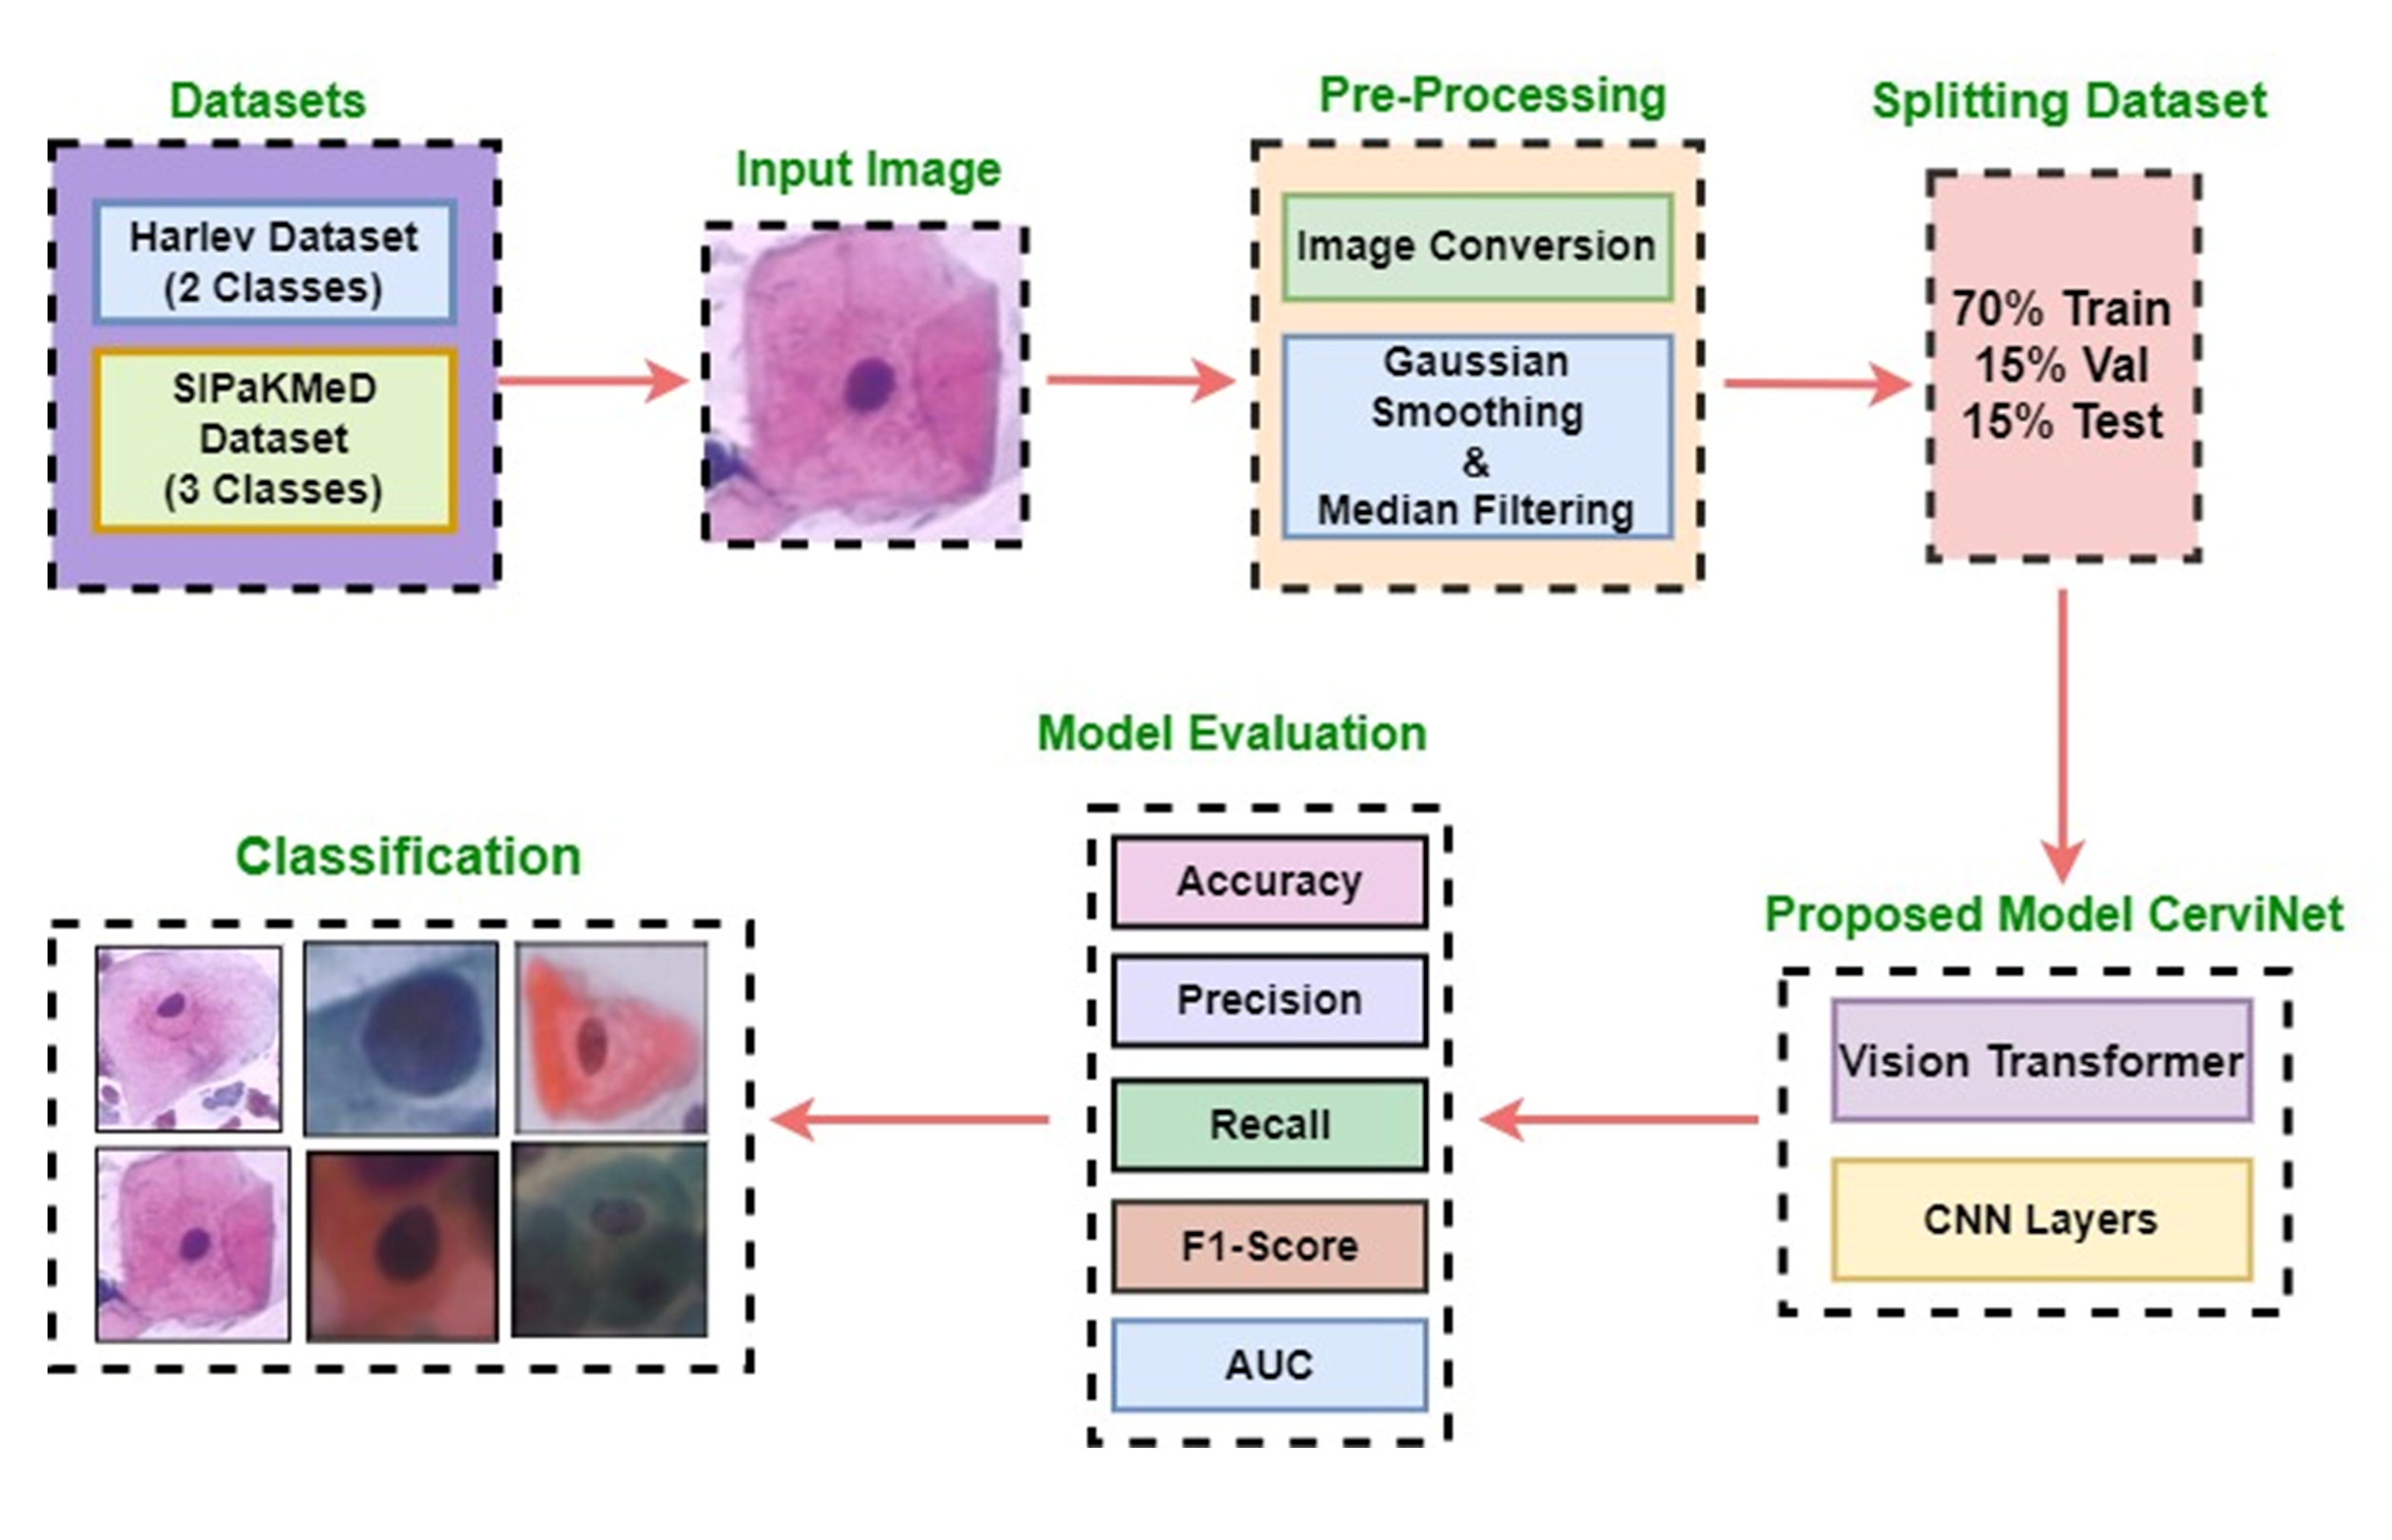 Datasets
Harlev Dataset
(2 Classes)
SIPaKMeD
Dataset
(3 Classes)
Input Image
Pre-Processing
Image Conversion
Gaussian
Smoothing
&
Median Filtering
Splitting Dataset
70% Train
15% Val
15% Test
Proposed Model CerviNet
Vision Transformer
CNN Layers
Model Evaluation
Accuracy
Precision
Recall
F1-Score
AUC
Classification